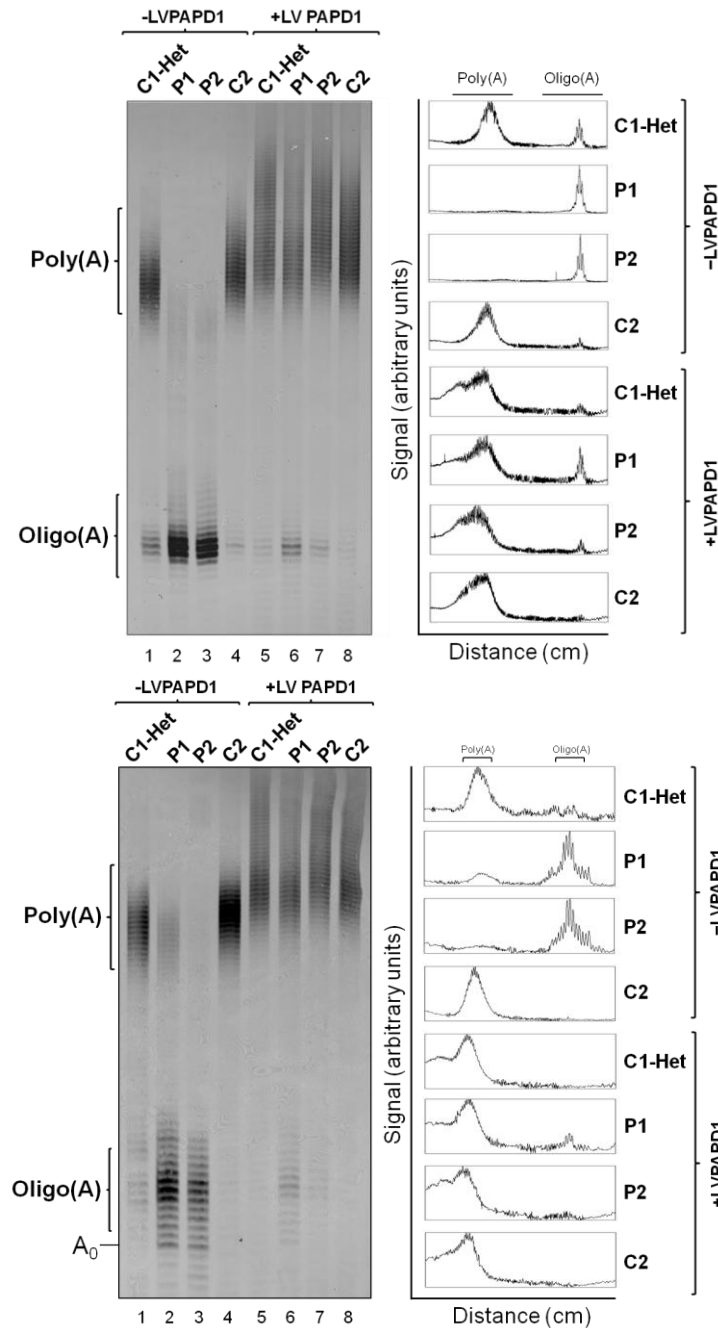 -LVPAPD1 +LV PAPD1
C1-Het P1 P2 C2 C1-Het P1 P2 C2
Poly(A)
Oligo(A)
1 2 3 4 5 6 7 8
Poly(A) Oligo(A)
C1-Het
P1
P2
C2
C1-Het
P1
P2
C2
–LVPAPD1
+LVPAPD1
Signal (arbitrary units)
Distance (cm)
-LVPAPD1 +LV PAPD1
C1-Het P1 P2 C2 C1-Het P1 P2 C2
Poly(A)
Oligo(A)
A0
1 2 3 4 5 6 7 8
Poly(A) Oligo(A)
C1-Het
P1
P2
C2
C1-Het
P1
P2
C2
–LVPAPD1
+LVPAPD1
Signal (arbitrary units)
Distance (cm)